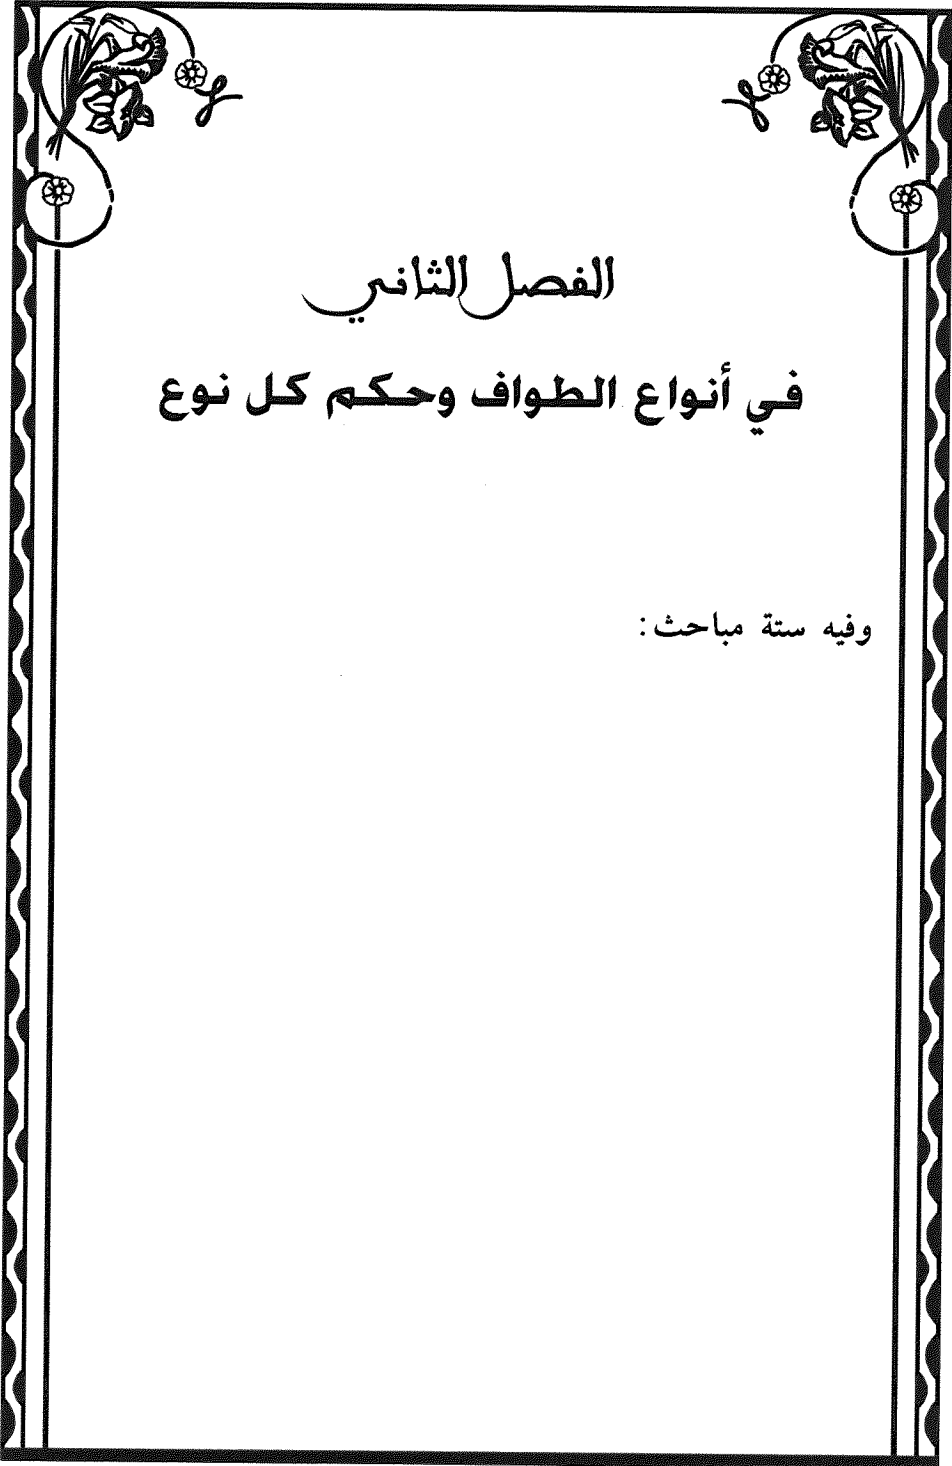 الفصل الثاني
في أنواع الطواف وحكم كل نوع
وفيه ستة مباحث: